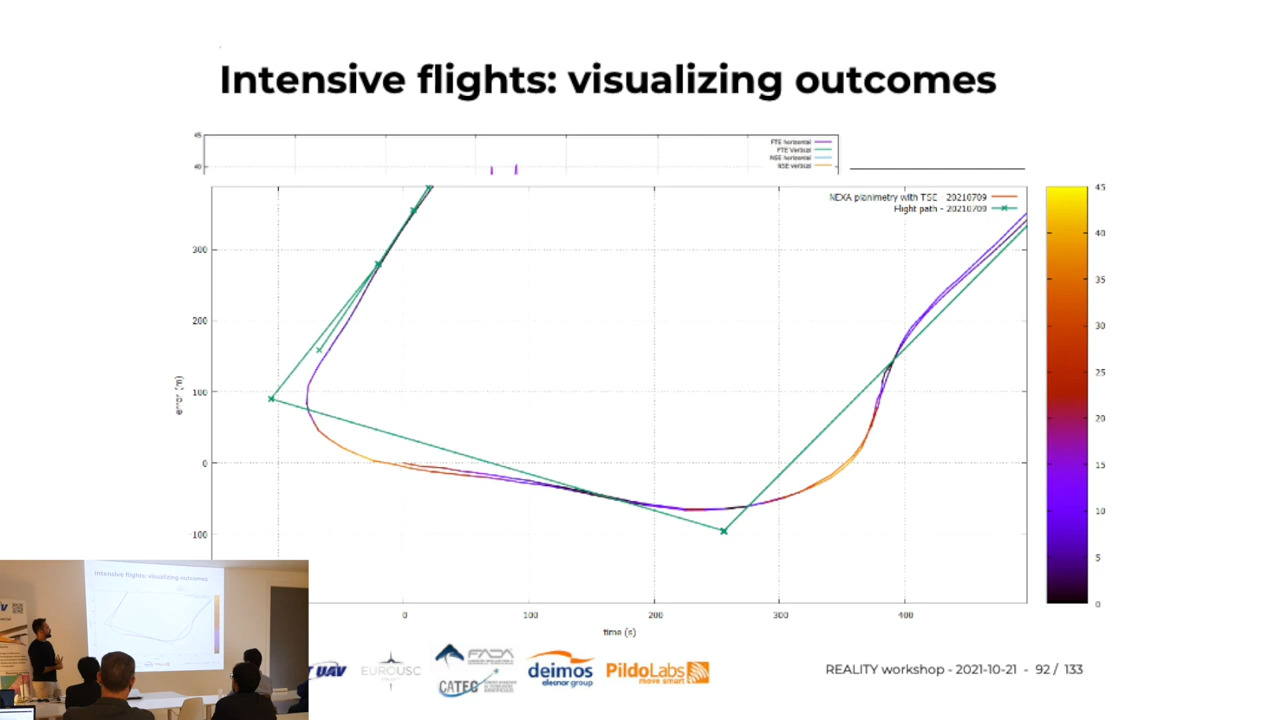 Intensive flights: visualizing outcomes
45
40
FTE horizontal
FTE Vertical
NSE horizontal
NSE vertical
NEXA planimetry with TSE - 20210709
Flight path - 20210709
300
200
100
0
100
error (m)
0
100
200
300
400
time (s)
45
40
35
30
25
20
15
10
5
0
Intensive flights: visualizing outcomes
UAV
EUROUSC
FADA
CATEC
deimos
elecnor group
PildoLabs
move smart
REALITY workshop - 2021-10-21 - 92 / 133